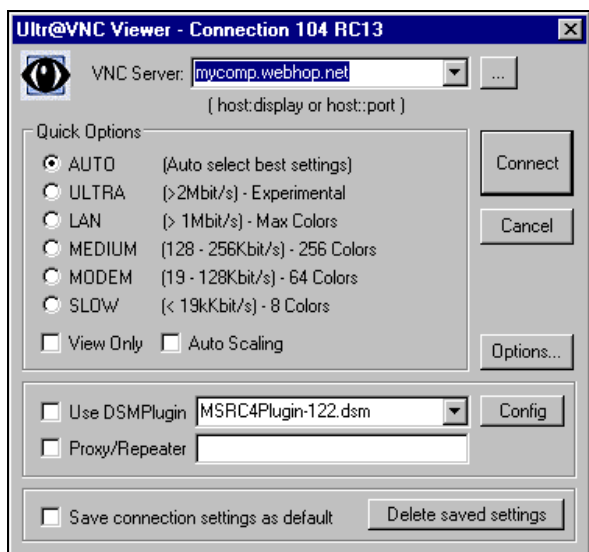 Ultr@VNC Viewer - Connection 104 RC13
VNC Server: mycomp.webhop.net ...
( host:display or host::port )
Quick Options
AUTO (Auto select best settings)
ULTRA (>2Mbit/s) - Experimental
LAN (> 1Mbit/s) - Max Colors
MEDIUM (128 - 256Kbit/s) - 256 Colors
MODEM (19 - 128Kbit/s) - 64 Colors
SLOW (< 19kKbit/s) - 8 Colors
View Only Auto Scaling
Connect
Cancel
Options...
Use DSMPlugin MSRC4Plugin-122.dsm Config
Proxy/Repeater
Save connection settings as default Delete saved settings